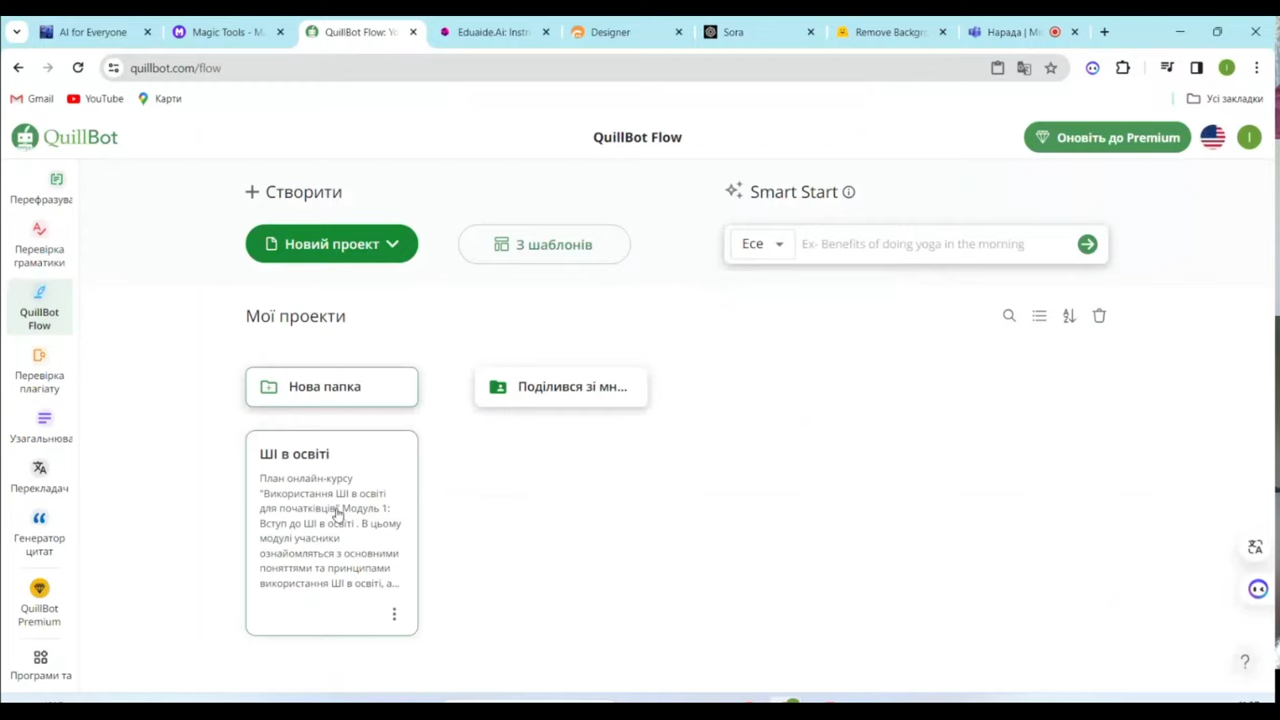 AI for Everyone
Magic Tools - M
QuillBot Flow: Yo
Eduaide.Ai: Instr
Designer
Sora
Remove Backgro
Нарада | Mi
quillbot.com/flow
Gmail
YouTube
Карти
Усі закладки
QuillBot
QuillBot Flow
Оновіть до Premium
I
Перефразува
Перевірка
граматики
QuillBot
Flow
Перевірка
плагіату
Узагальнюва
Перекладач
Генератор
цитат
QuillBot
Premium
Програми та
+ Створити
Новий проект
З шаблонів
Smart Start
Есе
Ex- Benefits of doing yoga in the morning
Мої проекти
Нова папка
Поділився зі мн...
ШІ в освіті
План онлайн-курсу
"Використання ШІ в освіті
для початківців" Модуль 1:
Вступ до ШІ в освіті . В цьому
модулі учасники
ознайомляться з основними
поняттями та принципами
використання ШІ в освіті, а...
?